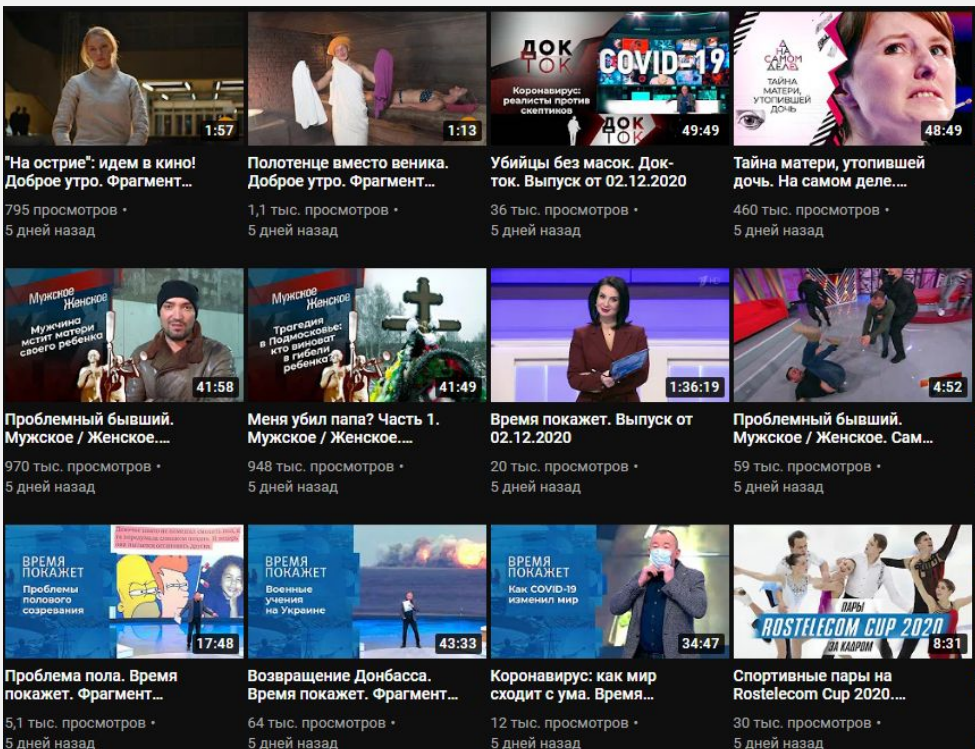 1:57
1:13
ДОК
ТОК
COVID-19
Коронавирус:
реалисты против
скептиков
ДОК
ТОК
49:49
НА
САМОМ
ДЕЛЕ
ТАЙНА
МАТЕРИ,
УТОПИВШЕЙ
ДОЧЬ
48:49
"На острие": идем в кино!
Доброе утро. Фрагмент...
795 просмотров •
5 дней назад
Полотенце вместо веника.
Доброе утро. Фрагмент...
1,1 тыс. просмотров •
5 дней назад
Убийцы без масок. Док-
ток. Выпуск от 02.12.2020
36 тыс. просмотров •
5 дней назад
Тайна матери, утопившей
дочь. На самом деле....
460 тыс. просмотров •
5 дней назад
Мужское
Женское
Мужчина
мстит матери
своего ребенка
41:58
Мужское
Женское
Трагедия
в Подмосковье:
кто виноват
в гибели
ребенка?
41:49
1:36:19
4:52
Проблемный бывший.
Мужское / Женское....
970 тыс. просмотров •
5 дней назад
Меня убил папа? Часть 1.
Мужское / Женское....
948 тыс. просмотров •
5 дней назад
Время покажет. Выпуск от
02.12.2020
20 тыс. просмотров •
5 дней назад
Проблемный бывший.
Мужское / Женское. Сам...
59 тыс. просмотров •
5 дней назад
ВРЕМЯ
ПОКАЖЕТ
Проблемы
полового
созревания
17:48
ВРЕМЯ
ПОКАЖЕТ
Военные
учения
на Украине
43:33
ВРЕМЯ
ПОКАЖЕТ
Как COVID-19
изменил мир
34:47
ПАРЫ
ROSTELECOM CUP 2020
ЗА КАДРОМ
8:31
Проблема пола. Время
покажет. Фрагмент...
5,1 тыс. просмотров •
5 дней назад
Возвращение Донбасса.
Время покажет. Фрагмент...
64 тыс. просмотров •
5 дней назад
Коронавирус: как мир
сходит с ума. Время...
12 тыс. просмотров •
5 дней назад
Спортивные пары на
Rostelecom Cup 2020....
30 тыс. просмотров •
5 дней назад